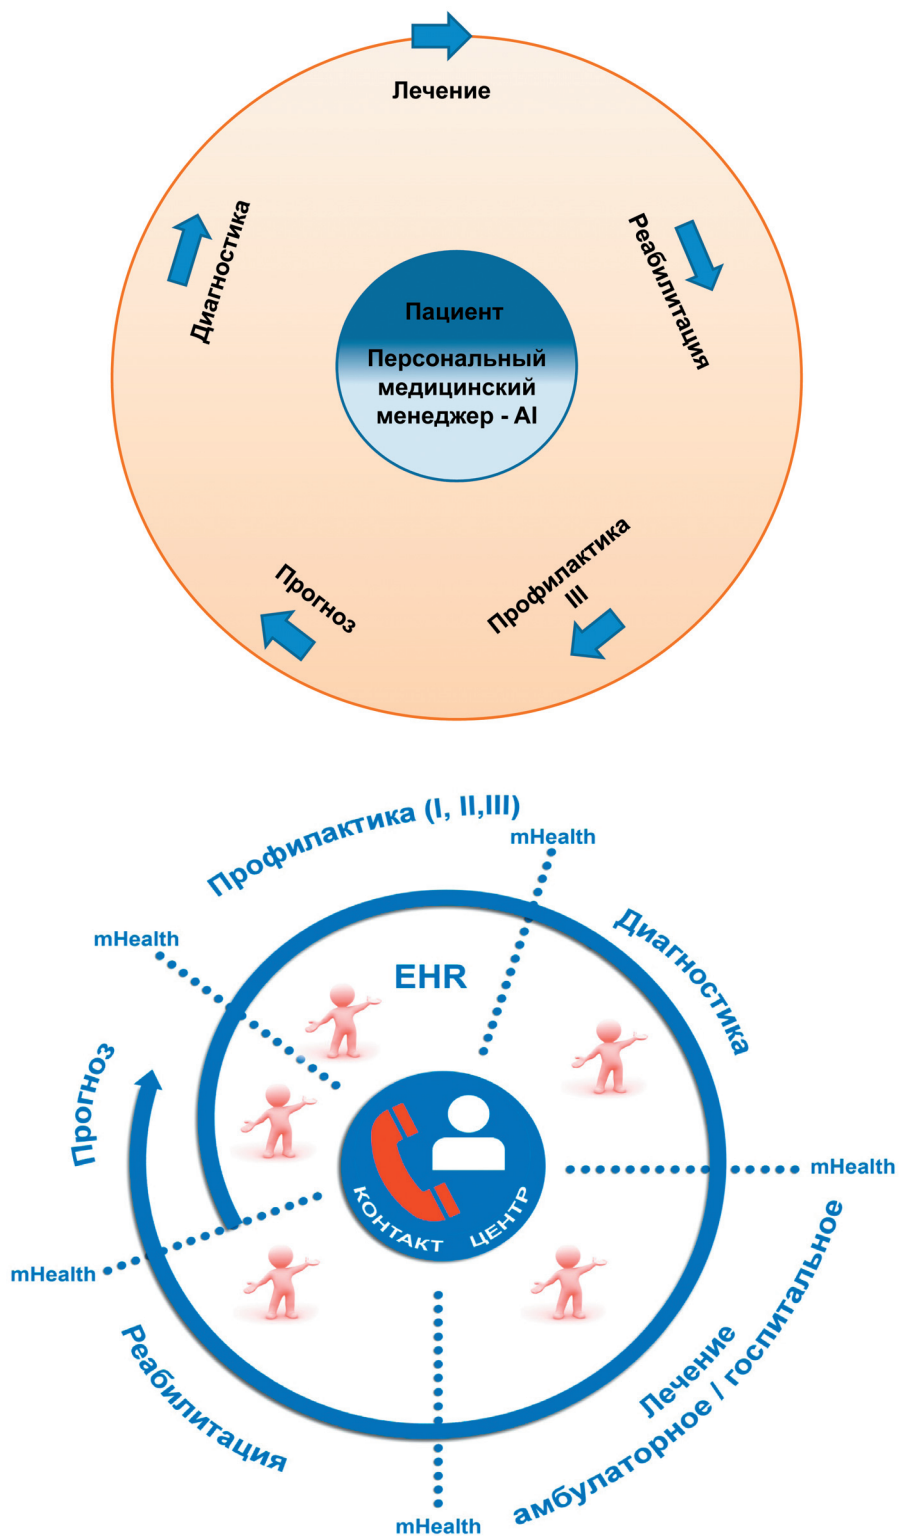 Лечение
Диагностика
Реабилитация
Пациент
Персональный
медицинский
менеджер - AI
Прогноз
Профилактика
III
Профилактика (I, II,III)
mHealth
mHealth
Диагностика
EHR
Прогноз
КОНТАКТ ЦЕНТР
mHealth
mHealth
Реабилитация
Лечение
амбулаторное / госпитальное
mHealth